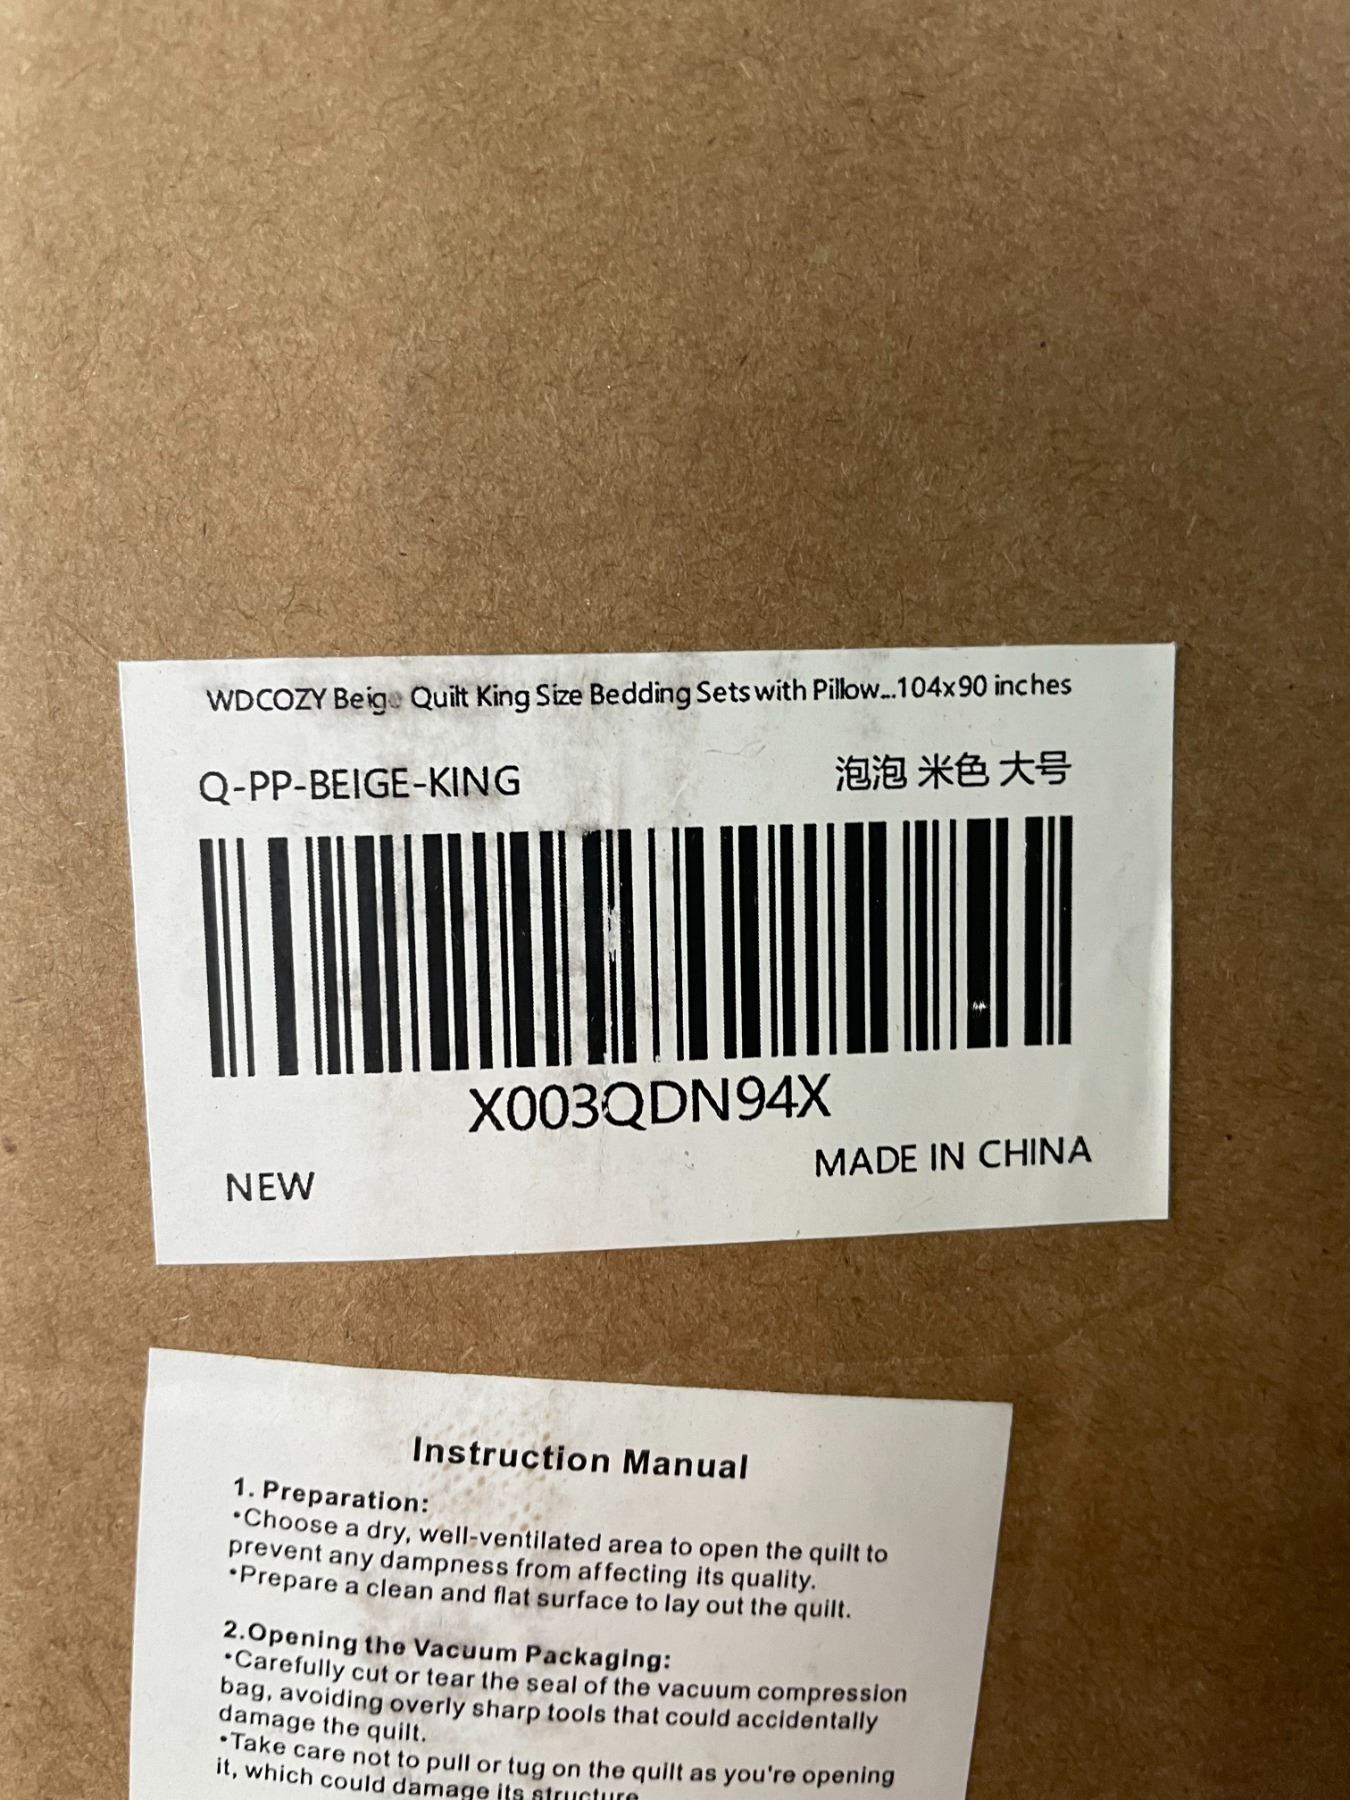 WDCOZY Beige Quilt King Size Bedding Sets with Pillow...104x90 inches
Q-PP-BEIGE-KING 泡泡 米色 大号
X003QDN94X
MADE IN CHINA
NEW
Instruction Manual
1. Preparation:
•Choose a dry, well-ventilated area to open the quilt to
prevent any dampness from affecting its quality.
•Prepare a clean and flat surface to lay out the quilt.
2.Opening the Vacuum Packaging:
•Carefully cut or tear the seal of the vacuum compression
bag, avoiding overly sharp tools that could accidentally
damage the quilt.
•Take care not to pull or tug on the quilt as you're opening
it, which could damage its structure.